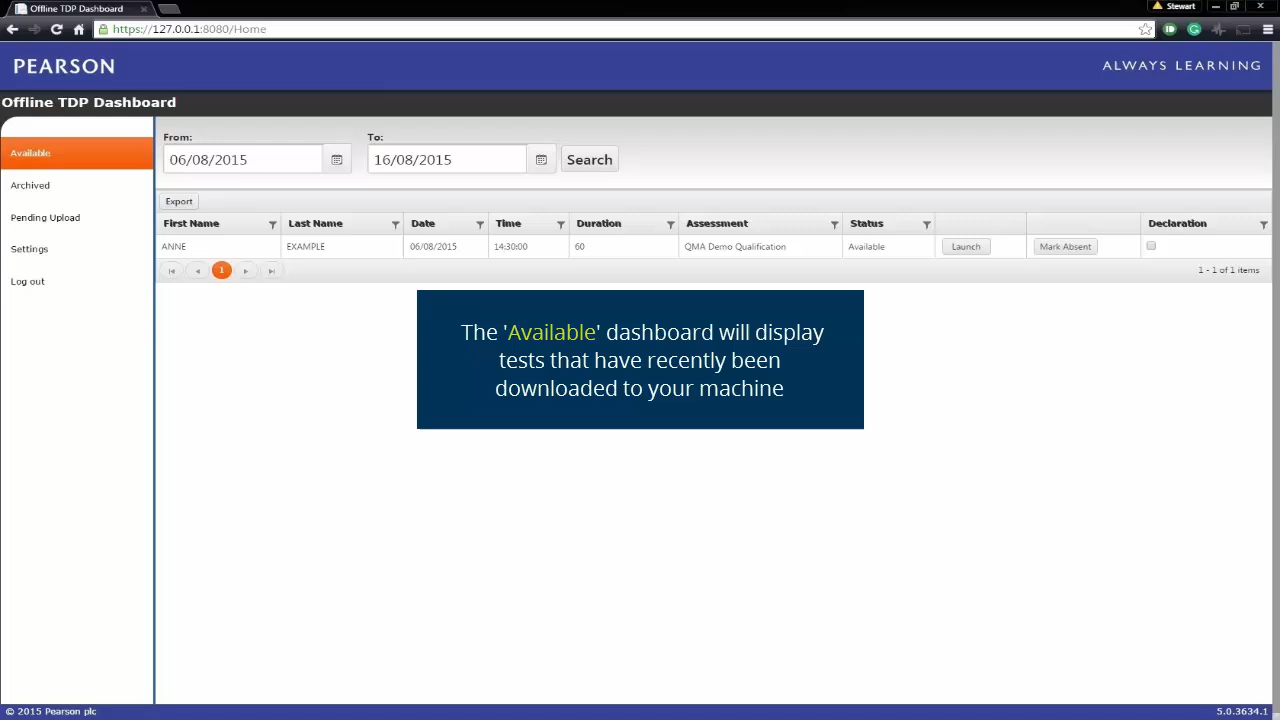 Offline TDP Dashboard
Stewart
https://127.0.0.1:8080/Home
PEARSON
ALWAYS LEARNING
Offline TDP Dashboard
Available
Archived
Pending Upload
Settings
Log out
From:
To:
06/08/2015
16/08/2015
Search
Export
First Name Last Name Date Time Duration Assessment Status Declaration
ANNE EXAMPLE 06/08/2015 14:30:00 60 QMA Demo Qualification Available Launch Mark Absent
1
1 - 1 of 1 items
The 'Available' dashboard will display
tests that have recently been
downloaded to your machine
© 2015 Pearson plc
5.0.3634.1